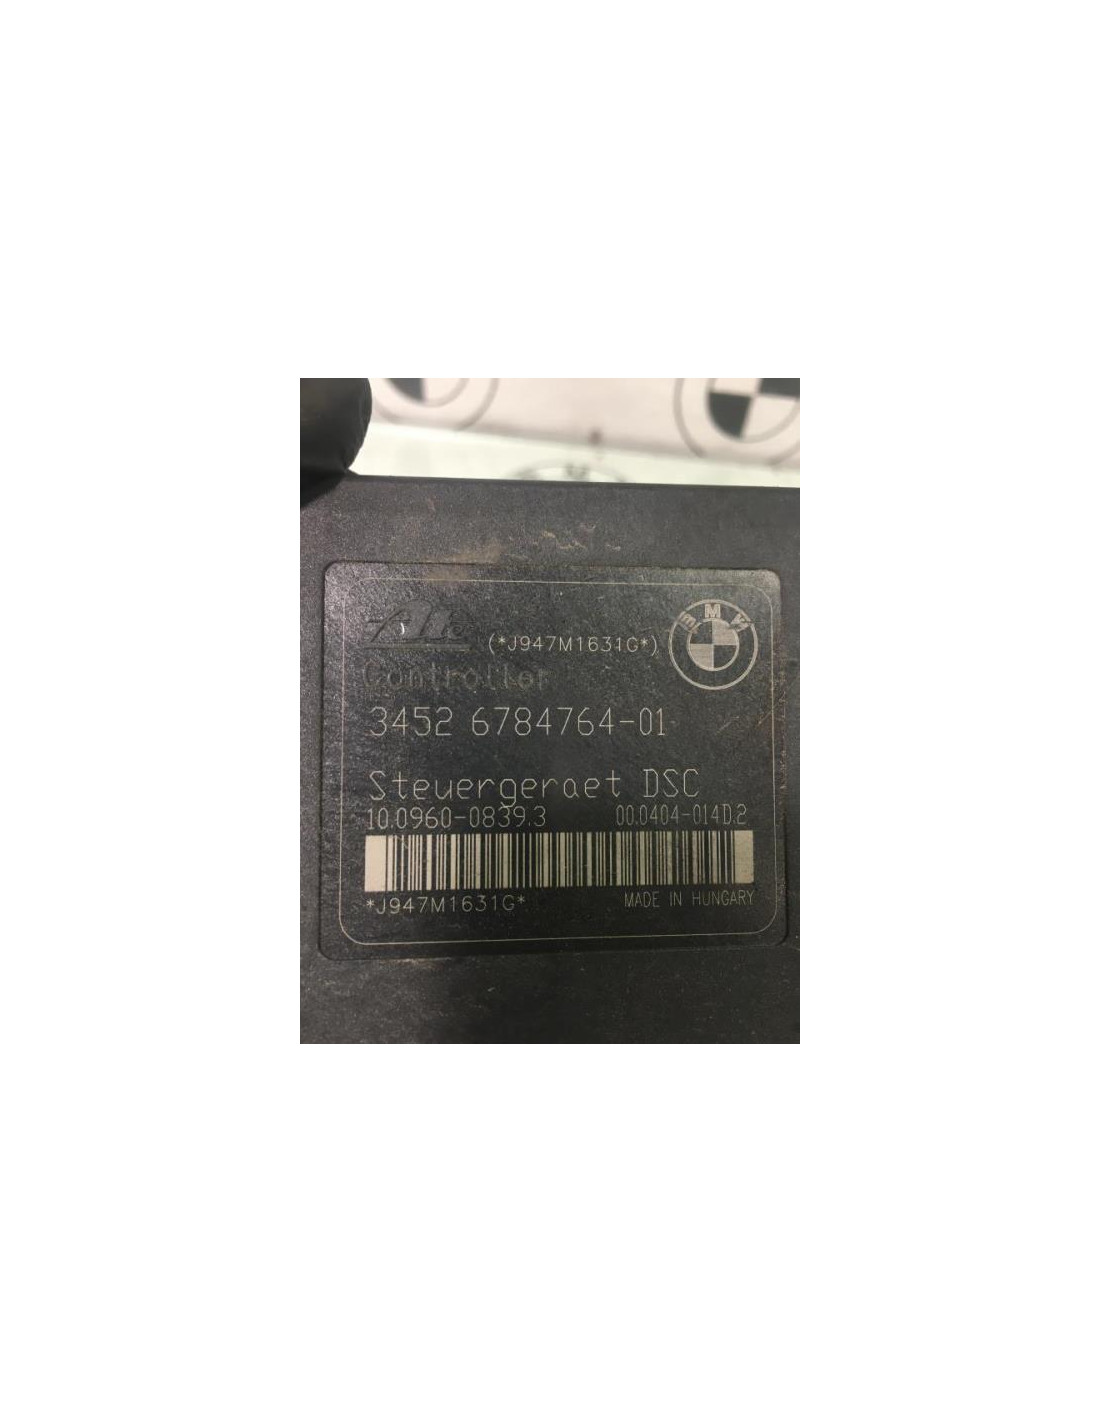 Ate (*J947M1631G*) BMW
Controller
3452 6784764-01
Steuergeraet DSC
10.0960-0839.3 00.0404-014D.2
*J947M1631G* MADE IN HUNGARY